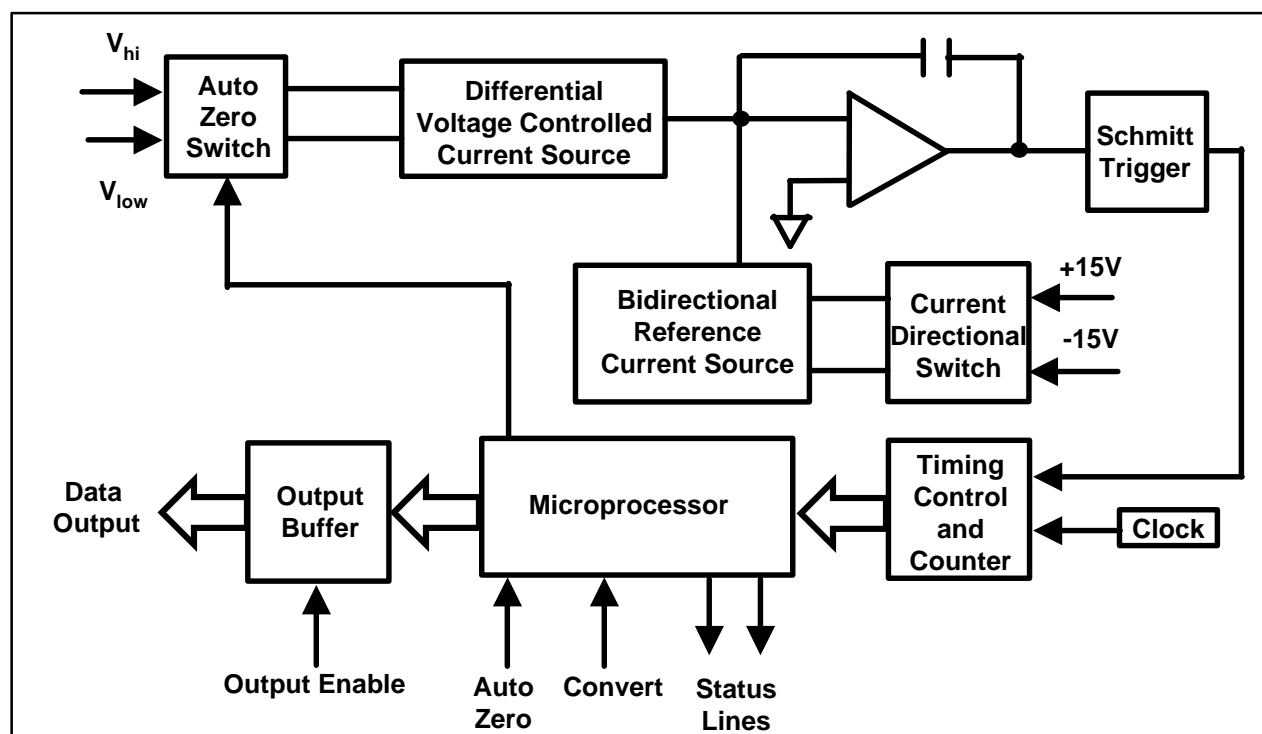 V_hi
V_low
Auto
Zero
Switch
Differential
Voltage Controlled
Current Source
Schmitt
Trigger
Bidirectional
Reference
Current Source
Current
Directional
Switch
+15V
-15V
Data
Output
Output
Buffer
Microprocessor
Timing
Control
and
Counter
Clock
Output Enable
Auto
Zero
Convert
Status
Lines